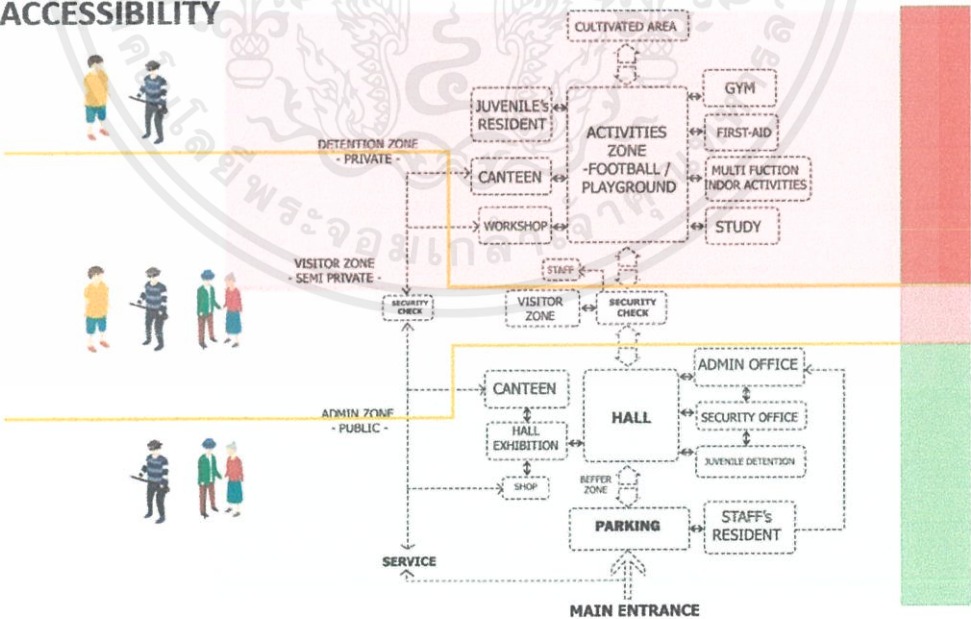 ACCESSIBILITY
CULTIVATED AREA
GYM
JUVENILE's
RESIDENT
ACTIVITIES
ZONE
-FOOTBALL /
PLAYGROUND
FIRST-AID
DETENTION ZONE
- PRIVATE -
CANTEEN
MULTI FUCTION
INDOR ACTIVITIES
WORKSHOP
STUDY
VISITOR ZONE
- SEMI PRIVATE -
STAFF
SECURITY
CHECK
VISITOR
ZONE
SECURITY
CHECK
ADMIN OFFICE
CANTEEN
HALL
ADMIN ZONE
- PUBLIC -
SECURITY OFFICE
HALL
EXHIBITION
JUVENILE DETENTION
SHOP
BEFFER
ZONE
PARKING
STAFF's
RESIDENT
SERVICE
MAIN ENTRANCE